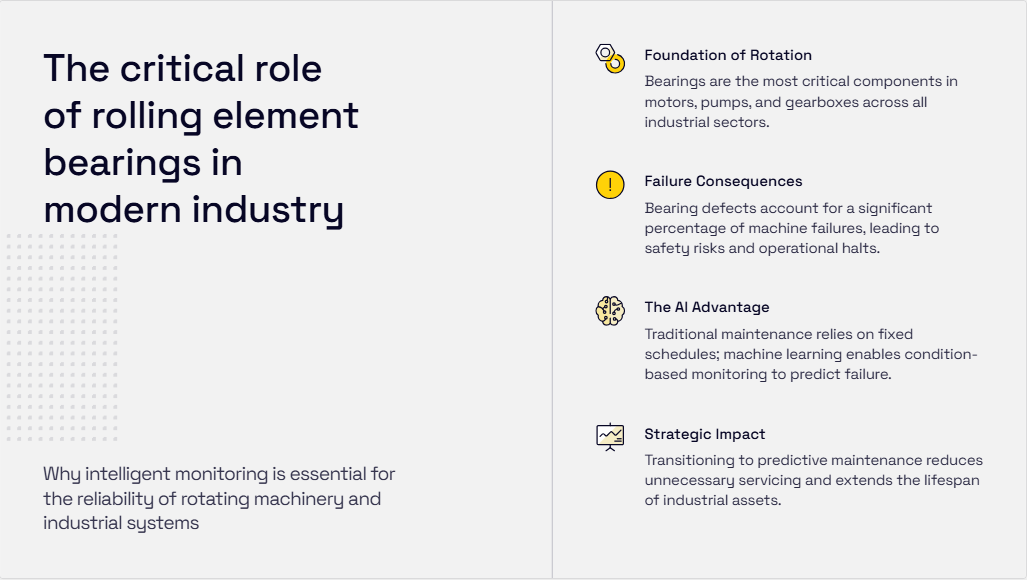 The critical role
of rolling element
bearings in
modern industry
Why intelligent monitoring is essential for
the reliability of rotating machinery and
industrial systems
Foundation of Rotation
Bearings are the most critical components in
motors, pumps, and gearboxes across all
industrial sectors.
!
Failure Consequences
Bearing defects account for a significant
percentage of machine failures, leading to
safety risks and operational halts.
The AI Advantage
Traditional maintenance relies on fixed
schedules; machine learning enables condition-
based monitoring to predict failure.
Strategic Impact
Transitioning to predictive maintenance reduces
unnecessary servicing and extends the lifespan
of industrial assets.